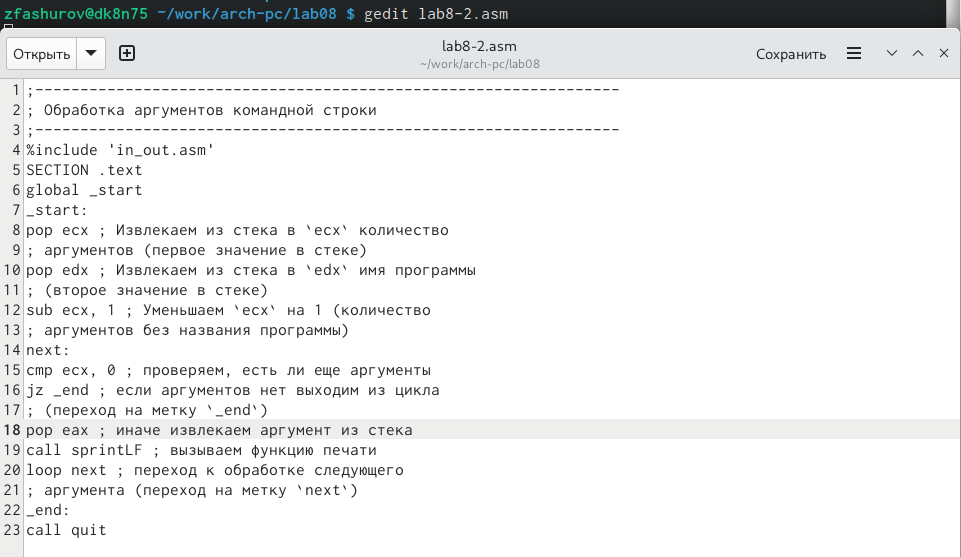 zfashurov@dk8n75 ~/work/arch-pc/lab08 $ gedit lab8-2.asm
Открыть
lab8-2.asm
~/work/arch-pc/lab08
Сохранить
1 ;-----------------------------------------------------------------
2 ; Обработка аргументов командной строки
3 ;-----------------------------------------------------------------
4 %include 'in_out.asm'
5 SECTION .text
6 global _start
7 _start:
8 pop ecx ; Извлекаем из стека в `ecx` количество
9 ; аргументов (первое значение в стеке)
10 pop edx ; Извлекаем из стека в `edx` имя программы
11 ; (второе значение в стеке)
12 sub ecx, 1 ; Уменьшаем `ecx` на 1 (количество
13 ; аргументов без названия программы)
14 next:
15 cmp ecx, 0 ; проверяем, есть ли еще аргументы
16 jz _end ; если аргументов нет выходим из цикла
17 ; (переход на метку `_end`)
18 pop eax ; иначе извлекаем аргумент из стека
19 call sprintLF ; вызываем функцию печати
20 loop next ; переход к обработке следующего
21 ; аргумента (переход на метку `next`)
22 _end:
23 call quit